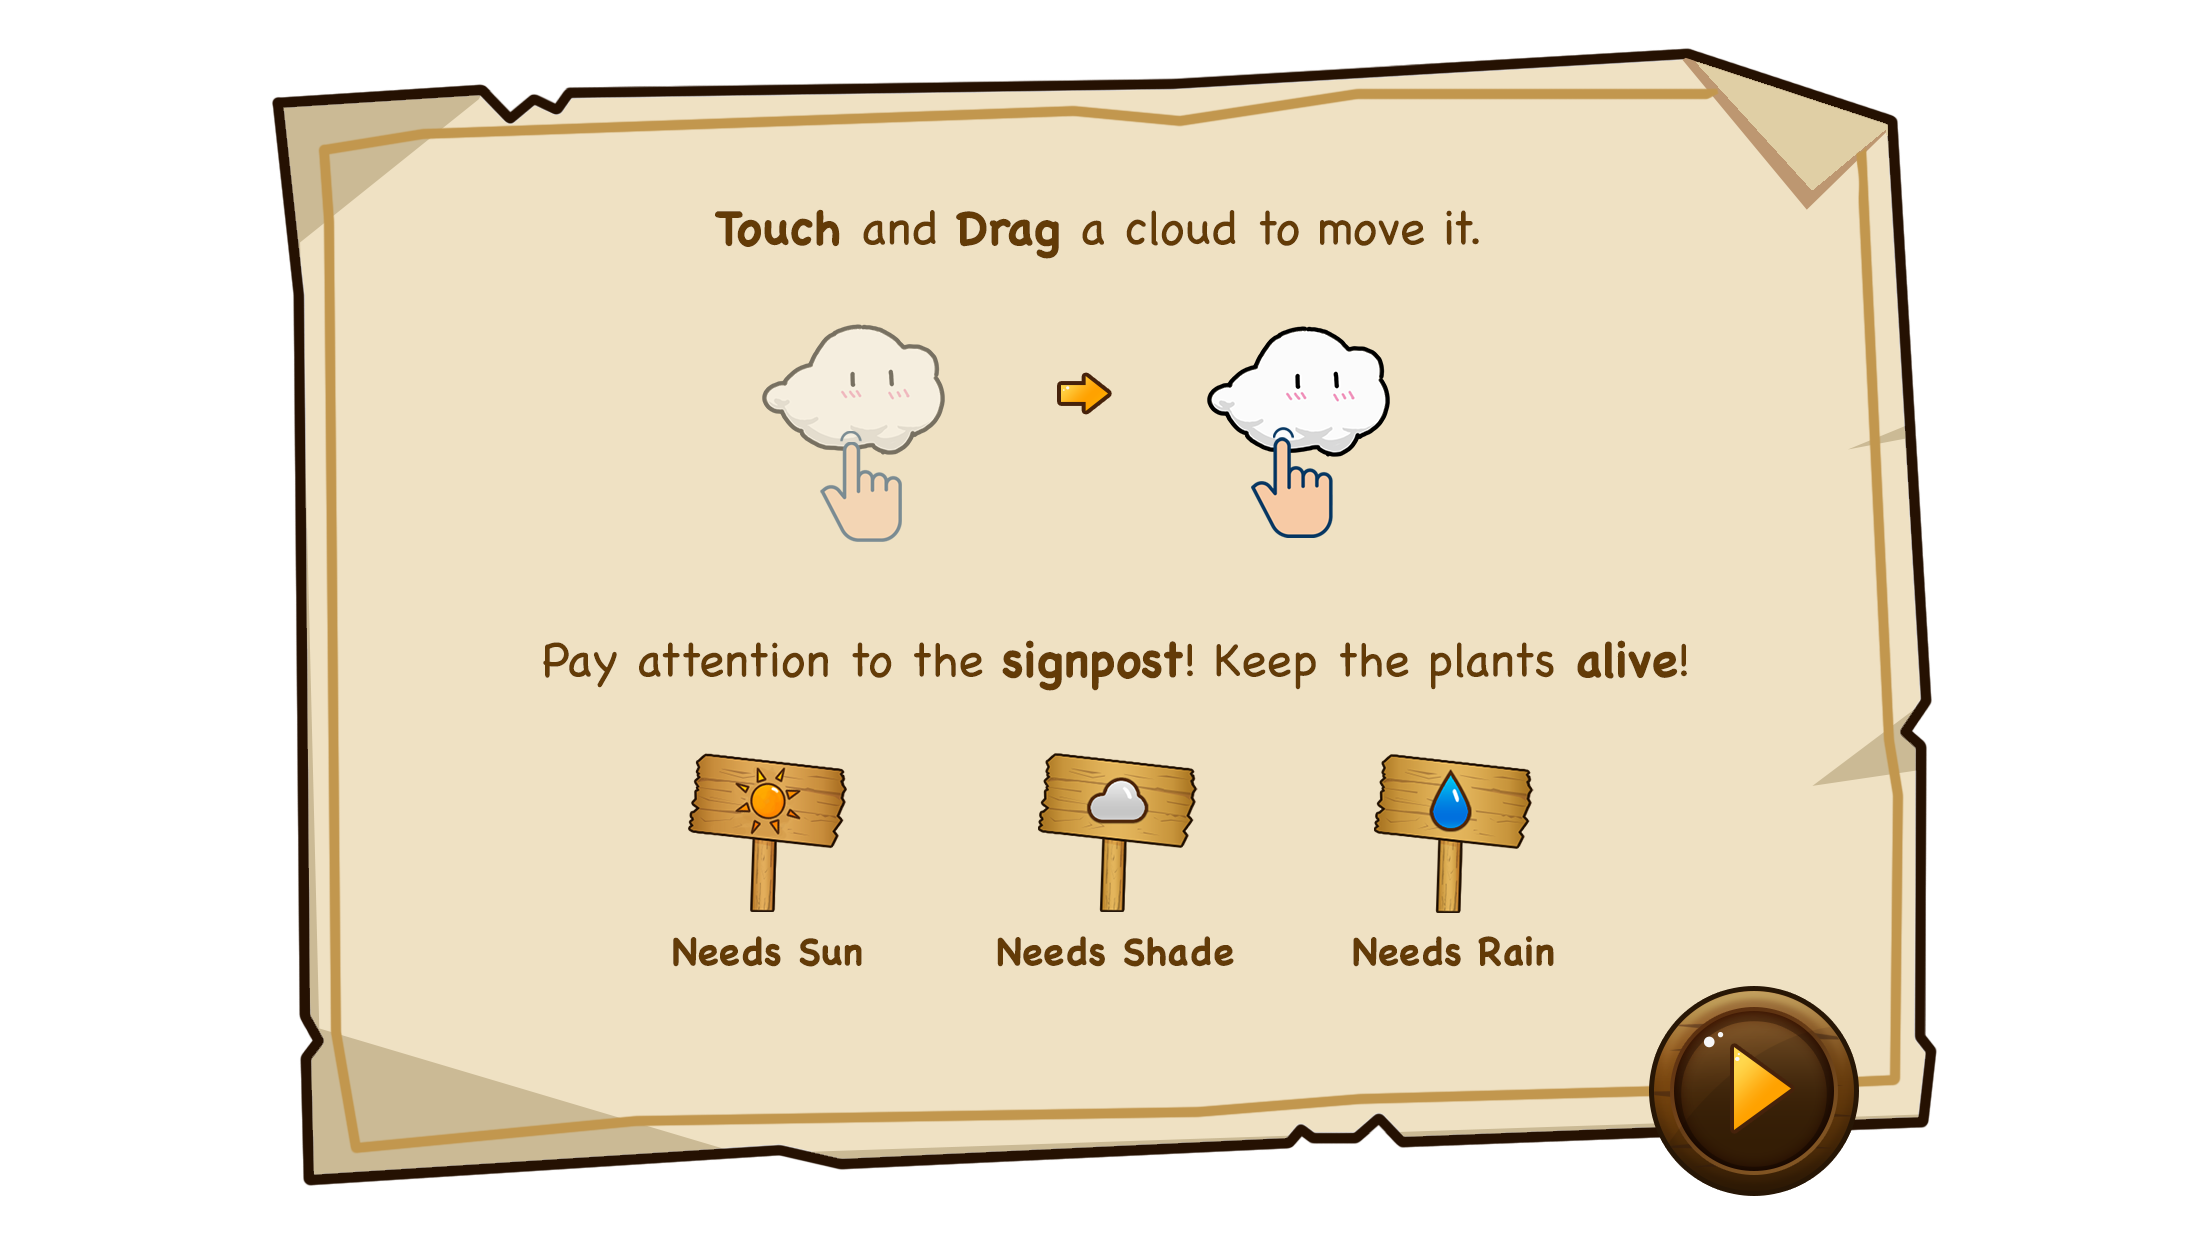 Touch and Drag a cloud to move it.
Pay attention to the signpost! Keep the plants alive!
Needs Sun
Needs Shade
Needs Rain